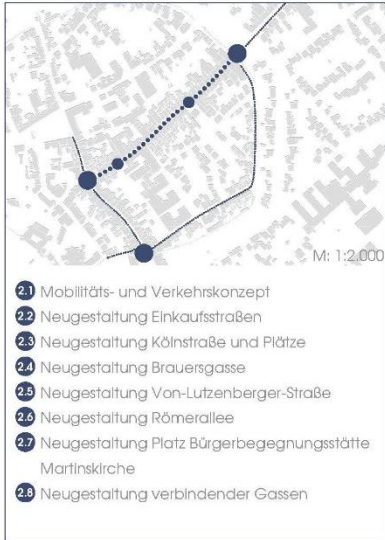 M: 1:2.000
2.1 Mobilitäts- und Verkehrskonzept
2.2 Neugestaltung Einkaufsstraßen
2.3 Neugestaltung Kölnstraße und Plätze
2.4 Neugestaltung Brauersgasse
2.5 Neugestaltung Von-Lutzenberger-Straße
2.6 Neugestaltung Römerallee
2.7 Neugestaltung Platz Bürgerbegegnungsstätte
Martinskirche
2.8 Neugestaltung verbindender Gassen